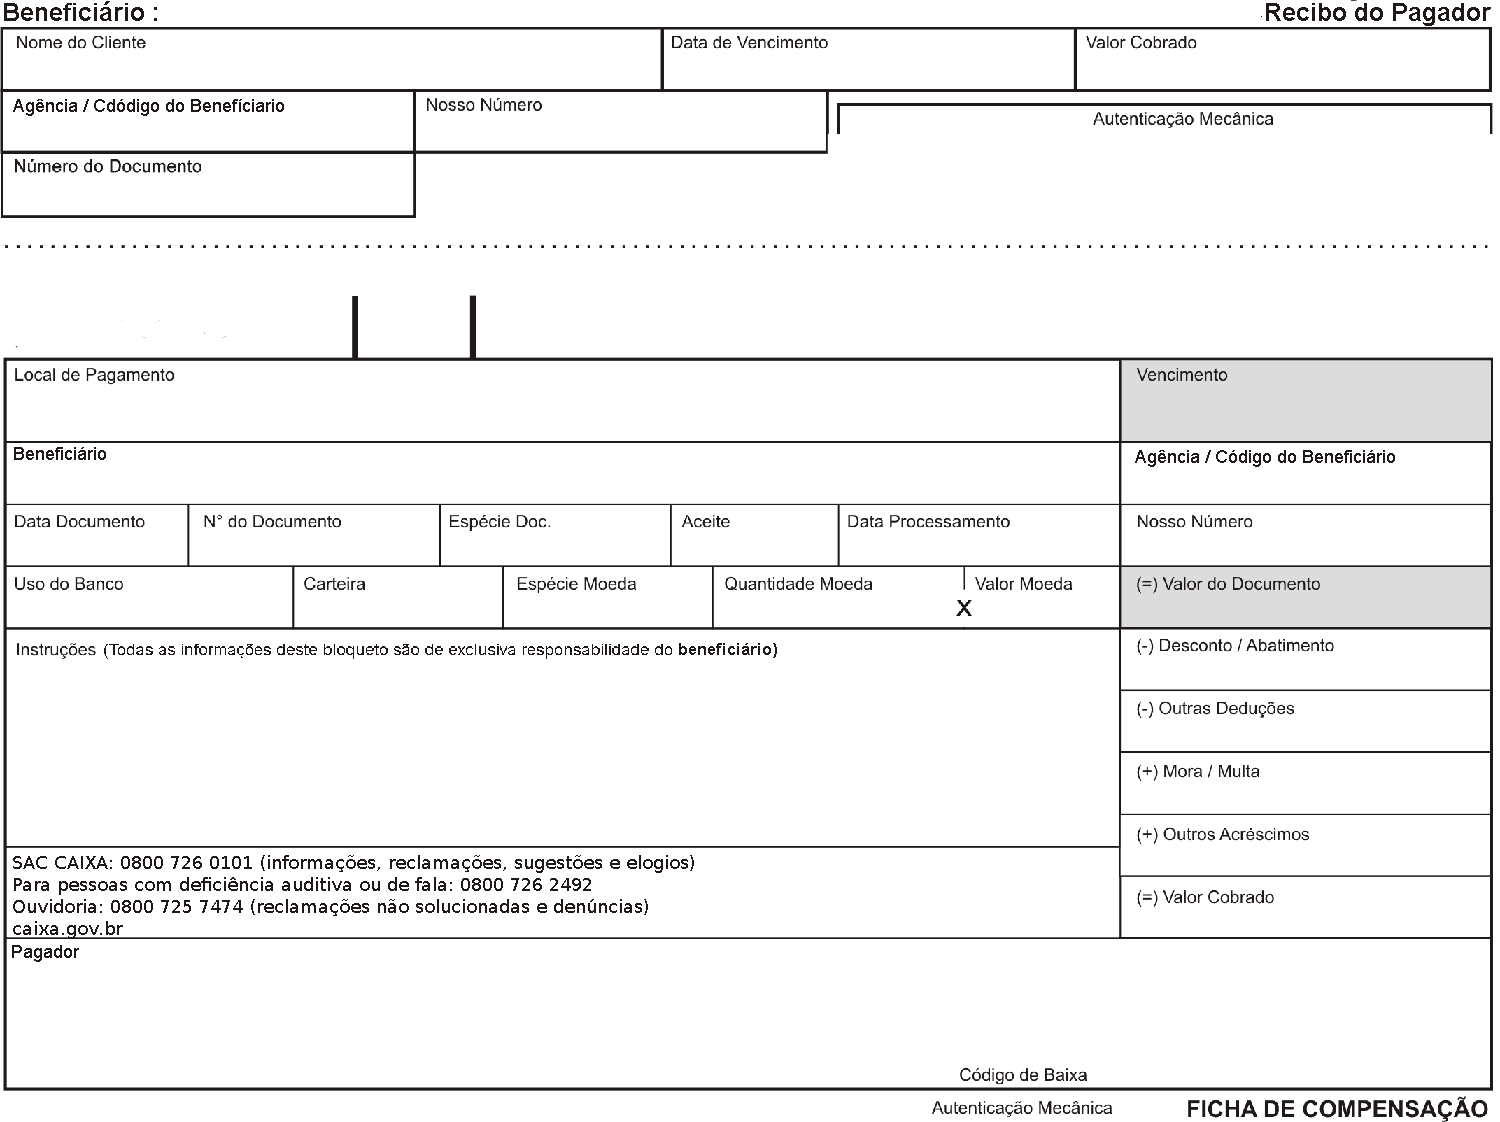 Beneficiário :
Recibo do Pagador
Nome do Cliente
Data de Vencimento
Valor Cobrado
Agência / Cdódigo do Benefíciario
Nosso Número
Autenticação Mecânica
Número do Documento
Local de Pagamento
Vencimento
Beneficiário
Agência / Código do Beneficiário
Data Documento
N° do Documento
Espécie Doc.
Aceite
Data Processamento
Nosso Número
Uso do Banco
Carteira
Espécie Moeda
Quantidade Moeda
X
Valor Moeda
(=) Valor do Documento
Instruções (Todas as informações deste bloqueto são de exclusiva responsabilidade do beneficiário)
(-) Desconto / Abatimento
(-) Outras Deduções
(+) Mora / Multa
(+) Outros Acréscimos
SAC CAIXA: 0800 726 0101 (informações, reclamações, sugestões e elogios)
Para pessoas com deficiência auditiva ou de fala: 0800 726 2492
Ouvidoria: 0800 725 7474 (reclamações não solucionadas e denúncias)
caixa.gov.br
(=) Valor Cobrado
Pagador
Código de Baixa
Autenticação Mecânica
FICHA DE COMPENSAÇÃO